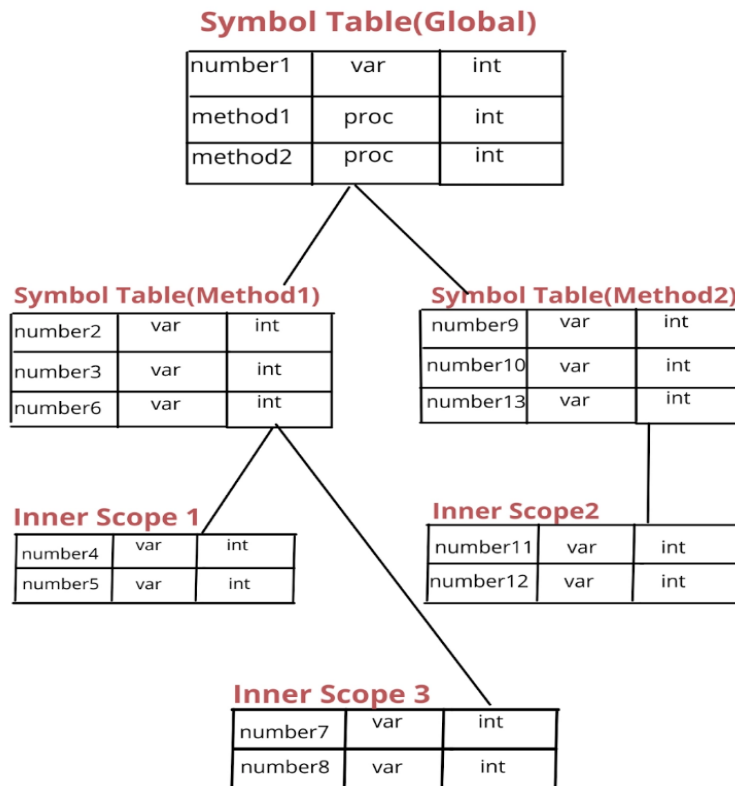 Symbol Table(Global)
number1 var int
method1 proc int
method2 proc int
Symbol Table(Method1)
number2 var int
number3 var int
number6 var int
Symbol Table(Method2)
number9 var int
number10 var int
number13 var int
Inner Scope 1
number4 var int
number5 var int
Inner Scope2
number11 var int
number12 var int
Inner Scope 3
number7 var int
number8 var int